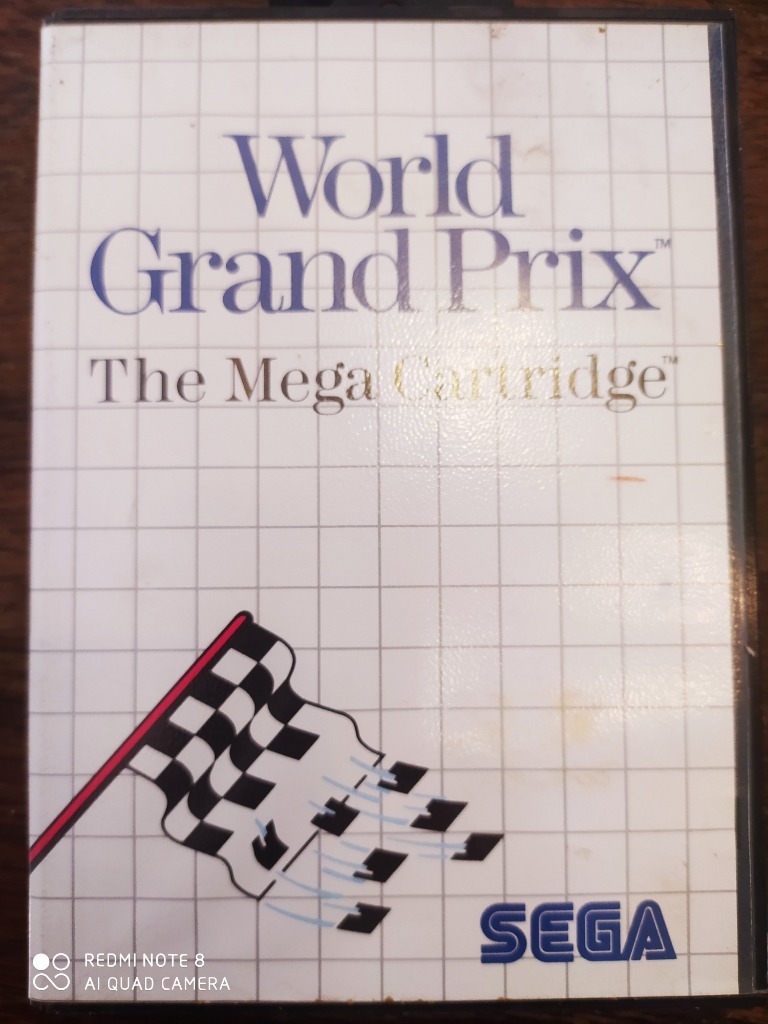 World
Grand Prix™
The Mega Cartridge™
SEGA
REDMI NOTE 8
AI QUAD CAMERA